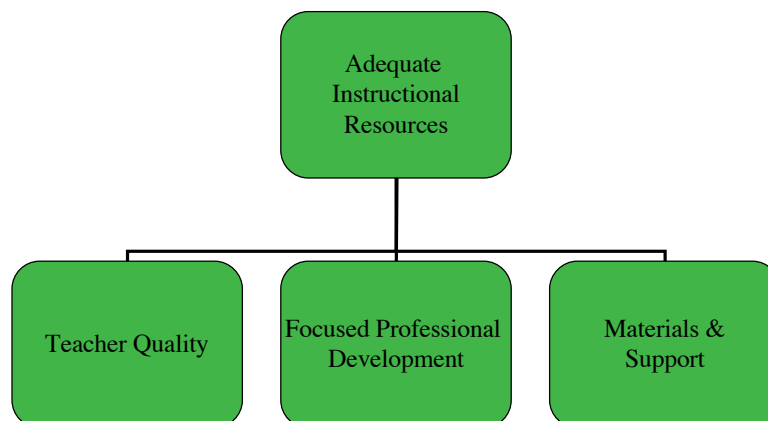 Adequate
Instructional
Resources
Teacher Quality
Focused Professional
Development
Materials &
Support